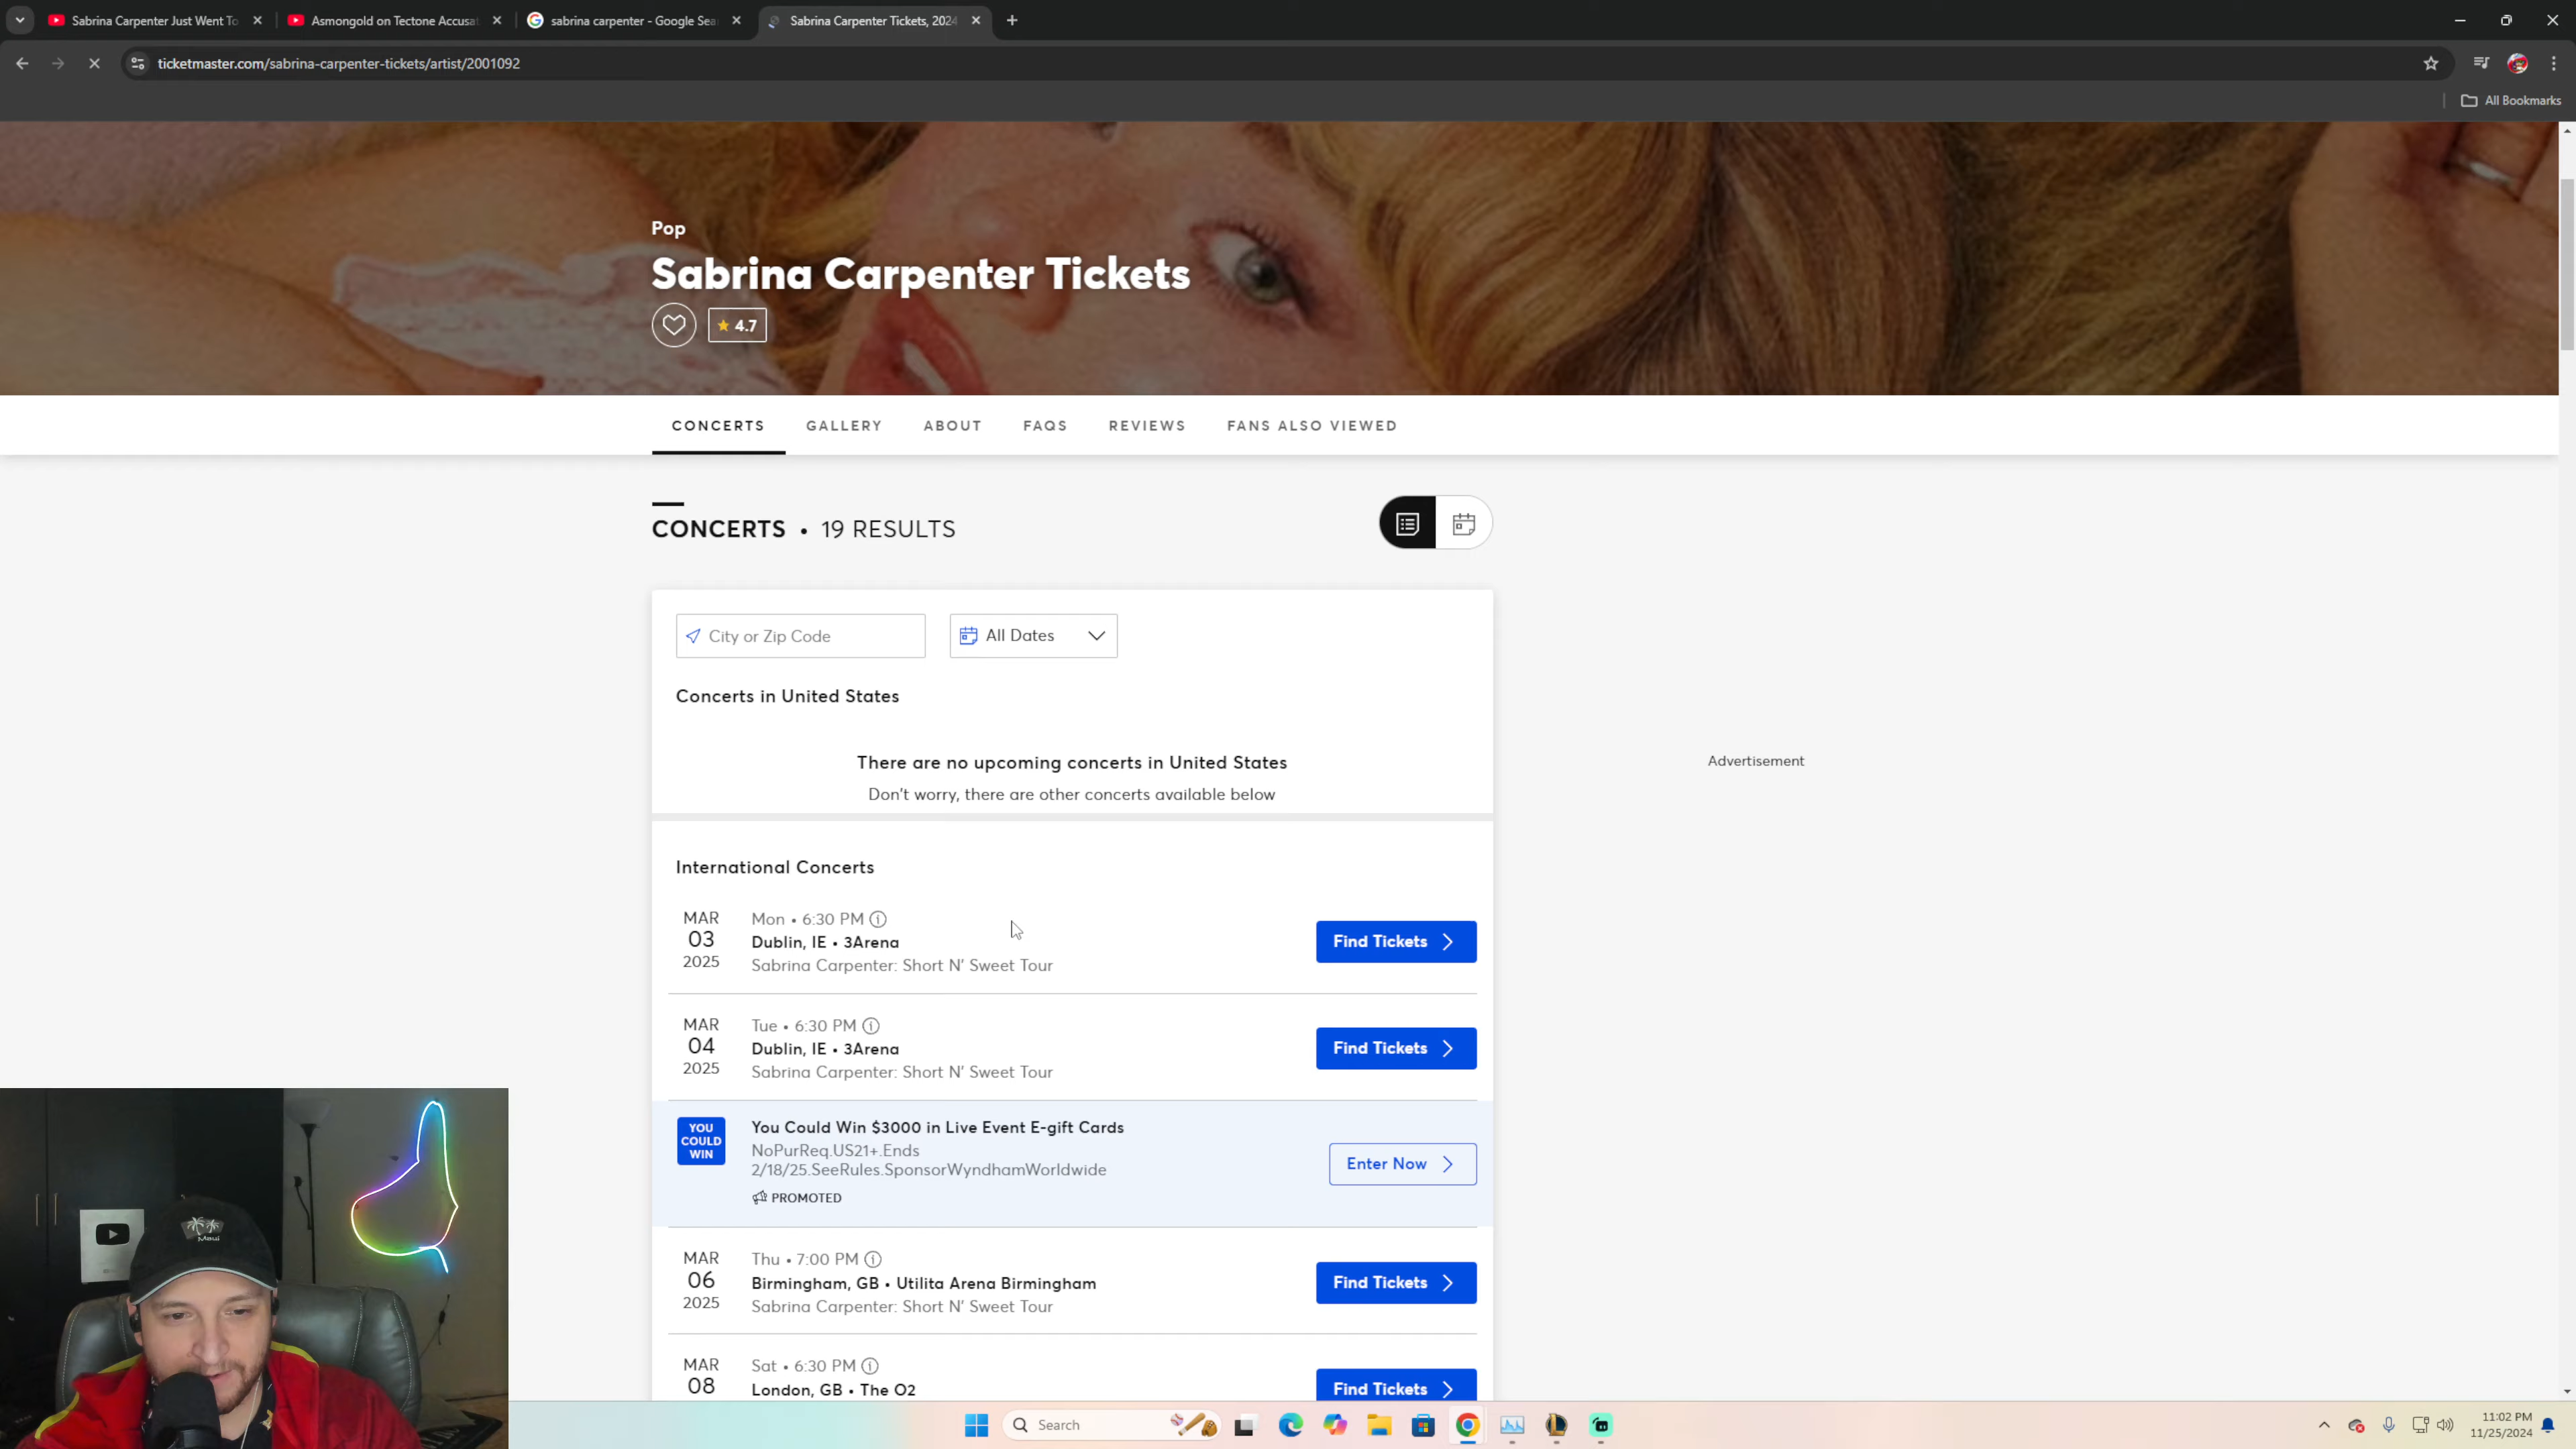 Sabrina Carpenter Just Went To
Asmongold on Tectone Accusat
sabrina carpenter - Google Sea
Sabrina Carpenter Tickets, 2024
ticketmaster.com/sabrina-carpenter-tickets/artist/2001092
All Bookmarks
Pop
Sabrina Carpenter Tickets
4.7
CONCERTS
GALLERY
ABOUT
FAQS
REVIEWS
FANS ALSO VIEWED
CONCERTS • 19 RESULTS
City or Zip Code
All Dates
Concerts in United States
There are no upcoming concerts in United States
Don't worry, there are other concerts available below
Advertisement
International Concerts
MAR
03
2025
Mon • 6:30 PM
Dublin, IE • 3Arena
Sabrina Carpenter: Short N' Sweet Tour
Find Tickets
MAR
04
2025
Tue • 6:30 PM
Dublin, IE • 3Arena
Sabrina Carpenter: Short N' Sweet Tour
Find Tickets
YOU
COULD
WIN
You Could Win $3000 in Live Event E-gift Cards
NoPurReq.US21+.Ends
2/18/25.SeeRules.SponsorWyndhamWorldwide
PROMOTED
Enter Now
MAR
06
2025
Thu • 7:00 PM
Birmingham, GB • Utilita Arena Birmingham
Sabrina Carpenter: Short N' Sweet Tour
Find Tickets
MAR
08
Sat • 6:30 PM
London, GB • The O2
Find Tickets
Maui
Search
11:02 PM
11/25/2024